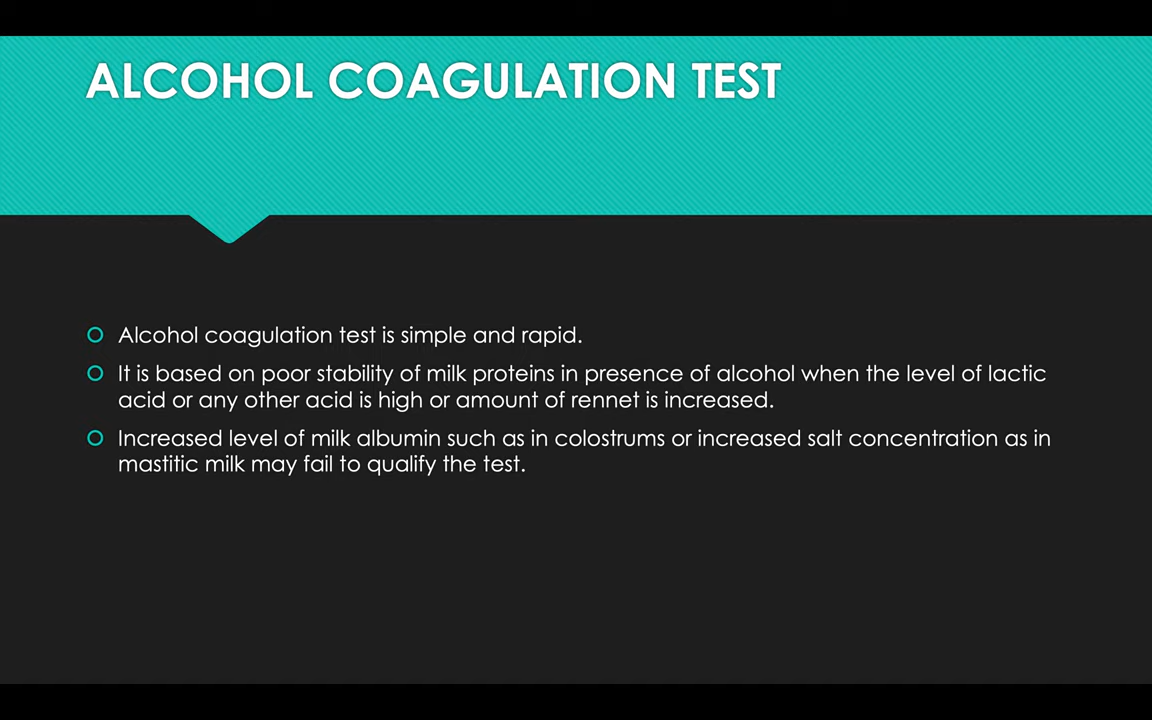 ALCOHOL COAGULATION TEST
Alcohol coagulation test is simple and rapid.
It is based on poor stability of milk proteins in presence of alcohol when the level of lactic
acid or any other acid is high or amount of rennet is increased.
Increased level of milk albumin such as in colostrums or increased salt concentration as in
mastitic milk may fail to qualify the test.